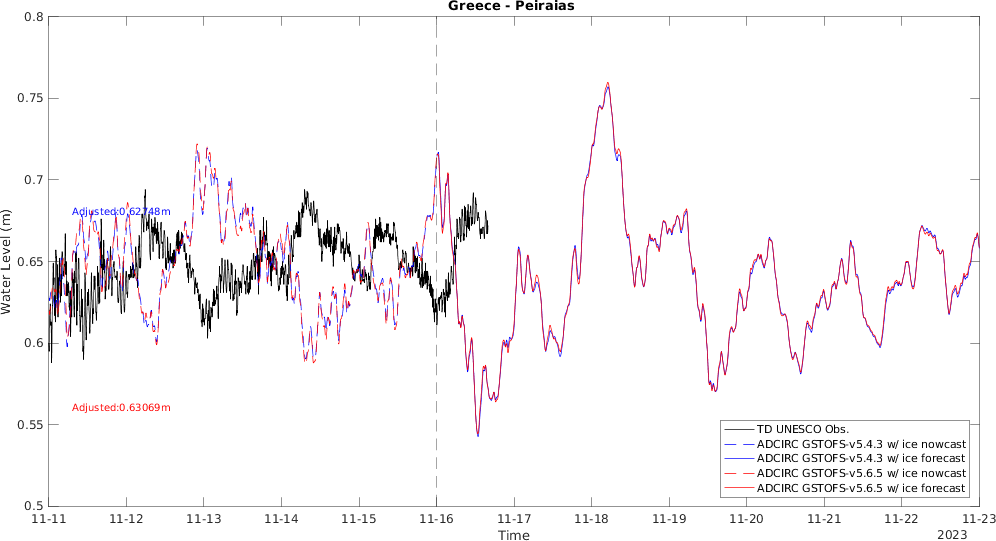 Greece - Peiraias
0.8
0.75
0.7
0.65
0.6
0.55
0.5
Water Level (m)
Adjusted:0.62748m
Adjusted:0.63069m
TD UNESCO Obs.
ADCIRC GSTOFS-v5.4.3 w/ ice nowcast
ADCIRC GSTOFS-v5.4.3 w/ ice forecast
ADCIRC GSTOFS-v5.6.5 w/ ice nowcast
ADCIRC GSTOFS-v5.6.5 w/ ice forecast
11-11 11-12 11-13 11-14 11-15 11-16 11-17 11-18 11-19 11-20 11-21 11-22 11-23
Time
2023